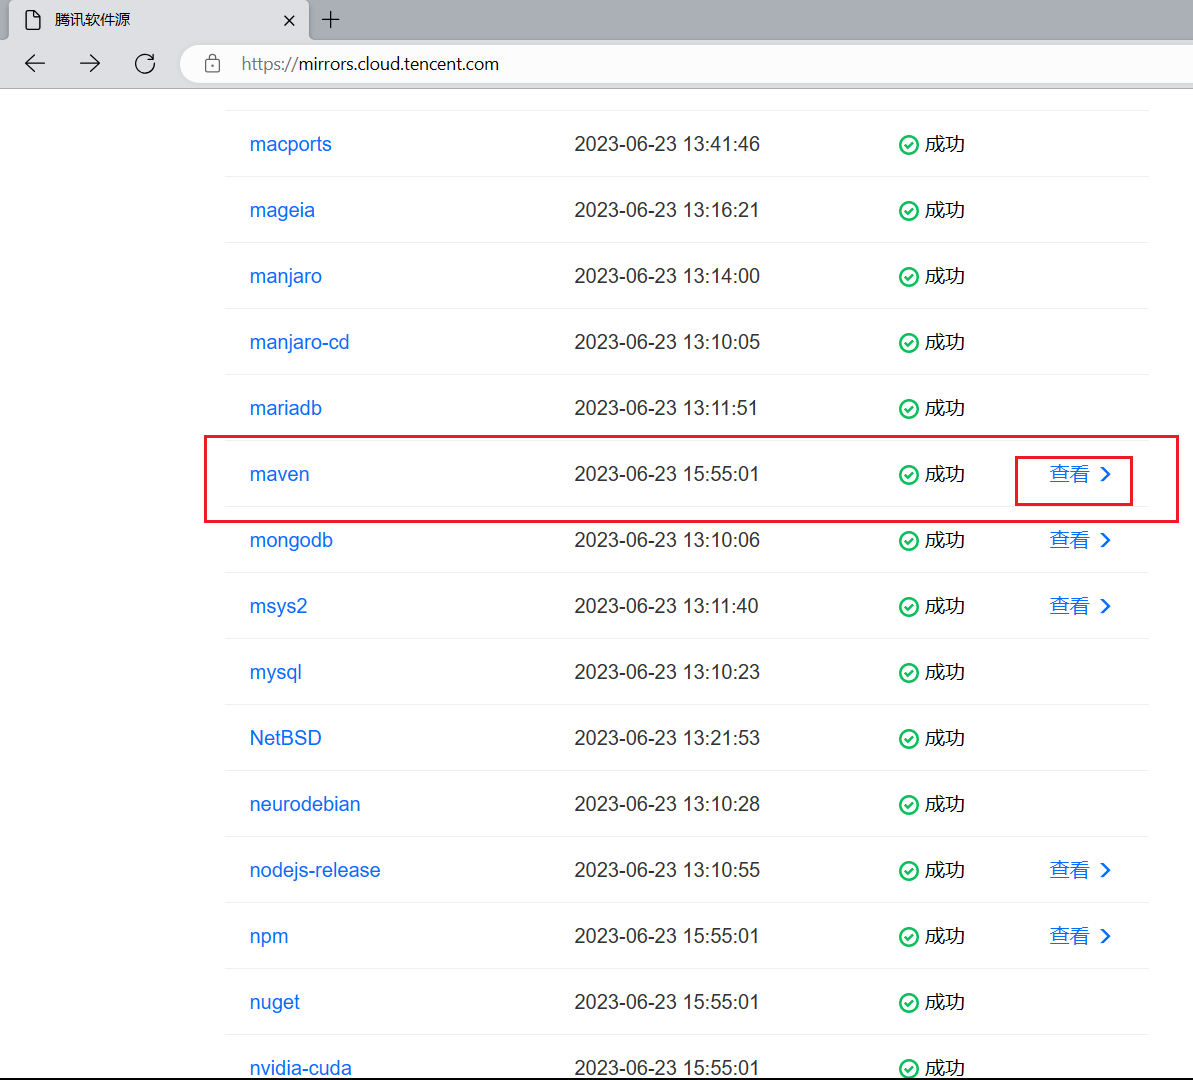 腾讯软件源
https://mirrors.cloud.tencent.com
macports 2023-06-23 13:41:46 成功
mageia 2023-06-23 13:16:21 成功
manjaro 2023-06-23 13:14:00 成功
manjaro-cd 2023-06-23 13:10:05 成功
mariadb 2023-06-23 13:11:51 成功
maven 2023-06-23 15:55:01 成功 查看
mongodb 2023-06-23 13:10:06 成功 查看
msys2 2023-06-23 13:11:40 成功 查看
mysql 2023-06-23 13:10:23 成功
NetBSD 2023-06-23 13:21:53 成功
neurodebian 2023-06-23 13:10:28 成功
nodejs-release 2023-06-23 13:10:55 成功 查看
npm 2023-06-23 15:55:01 成功 查看
nuget 2023-06-23 15:55:01 成功
nvidia-cuda 2023-06-23 15:55:01 成功